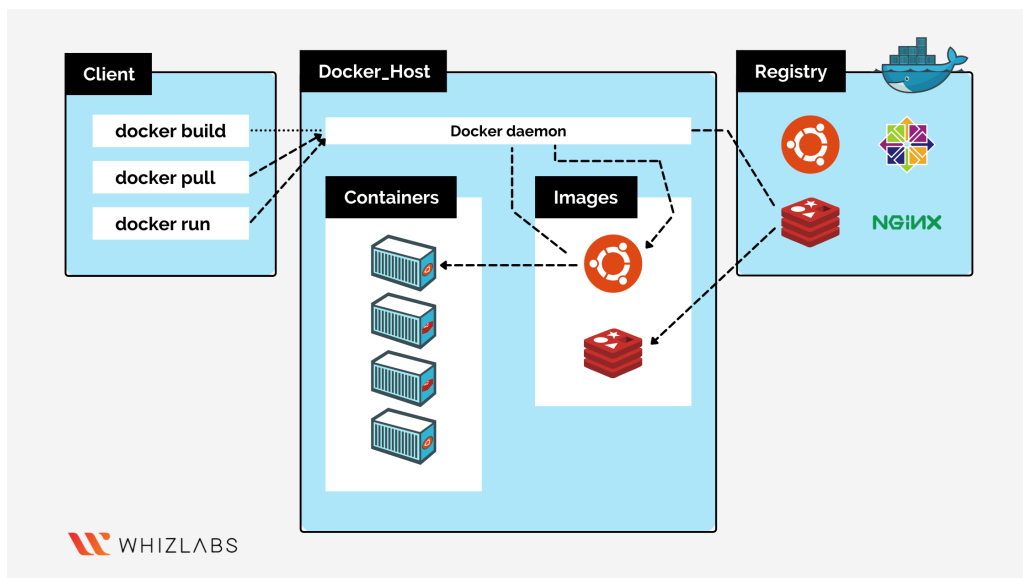 Client
docker build
docker pull
docker run
Docker_Host
Docker daemon
Containers
Images
Registry
NGiNX
WHIZLABS